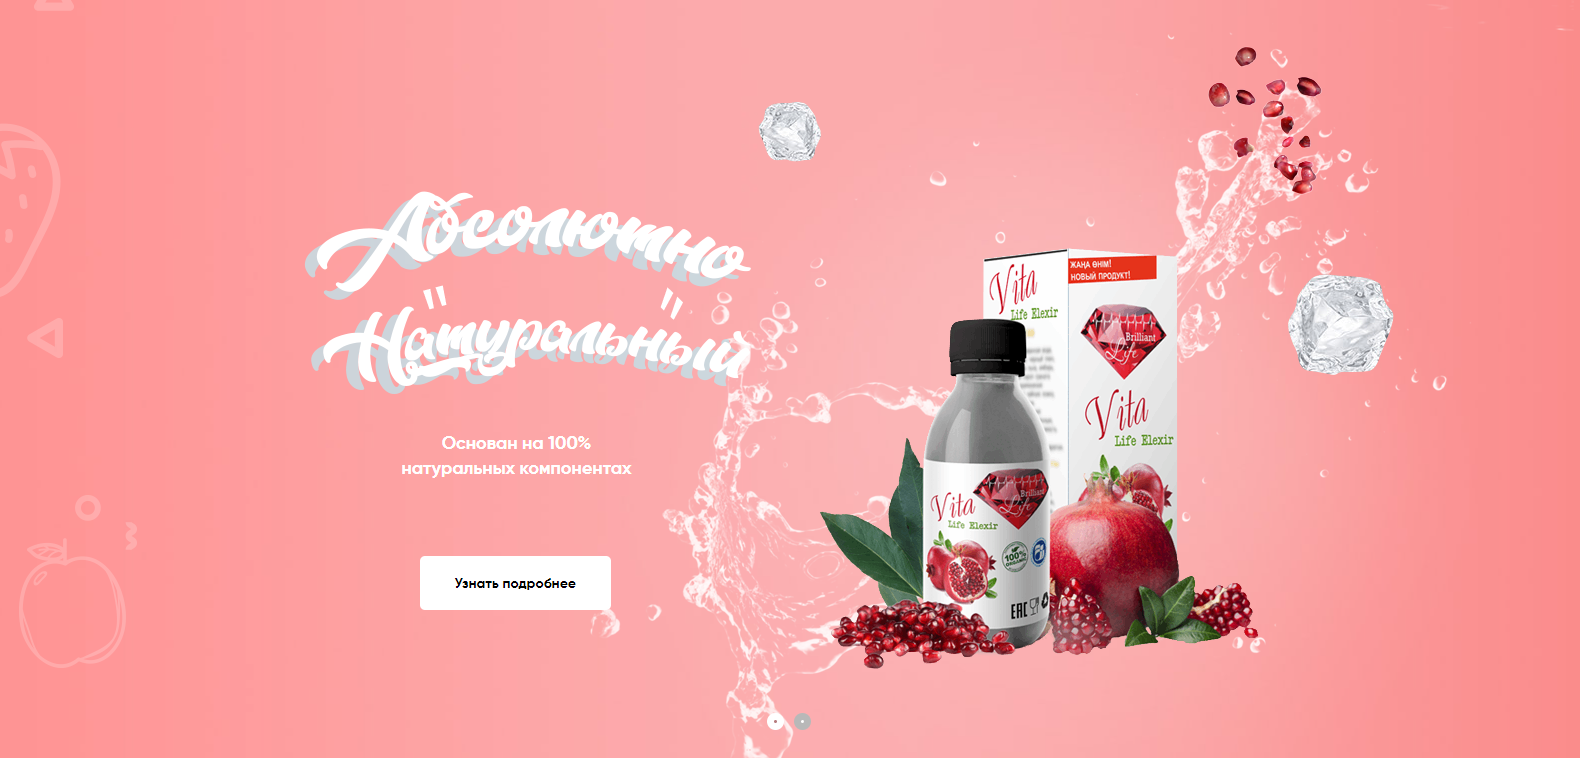 Абсолютно
"Натуральный"
Основан на 100%
натуральных компонентах
Узнать подробнее
Vita
Life Elexir
ЖАҢА ӨНІМ!
НОВЫЙ ПРОДУКТ!
Brilliant
Life
Vita
Life Elexir
Brilliant
Life
Vita
Life Elexir
100%
ORGANIC
EAC